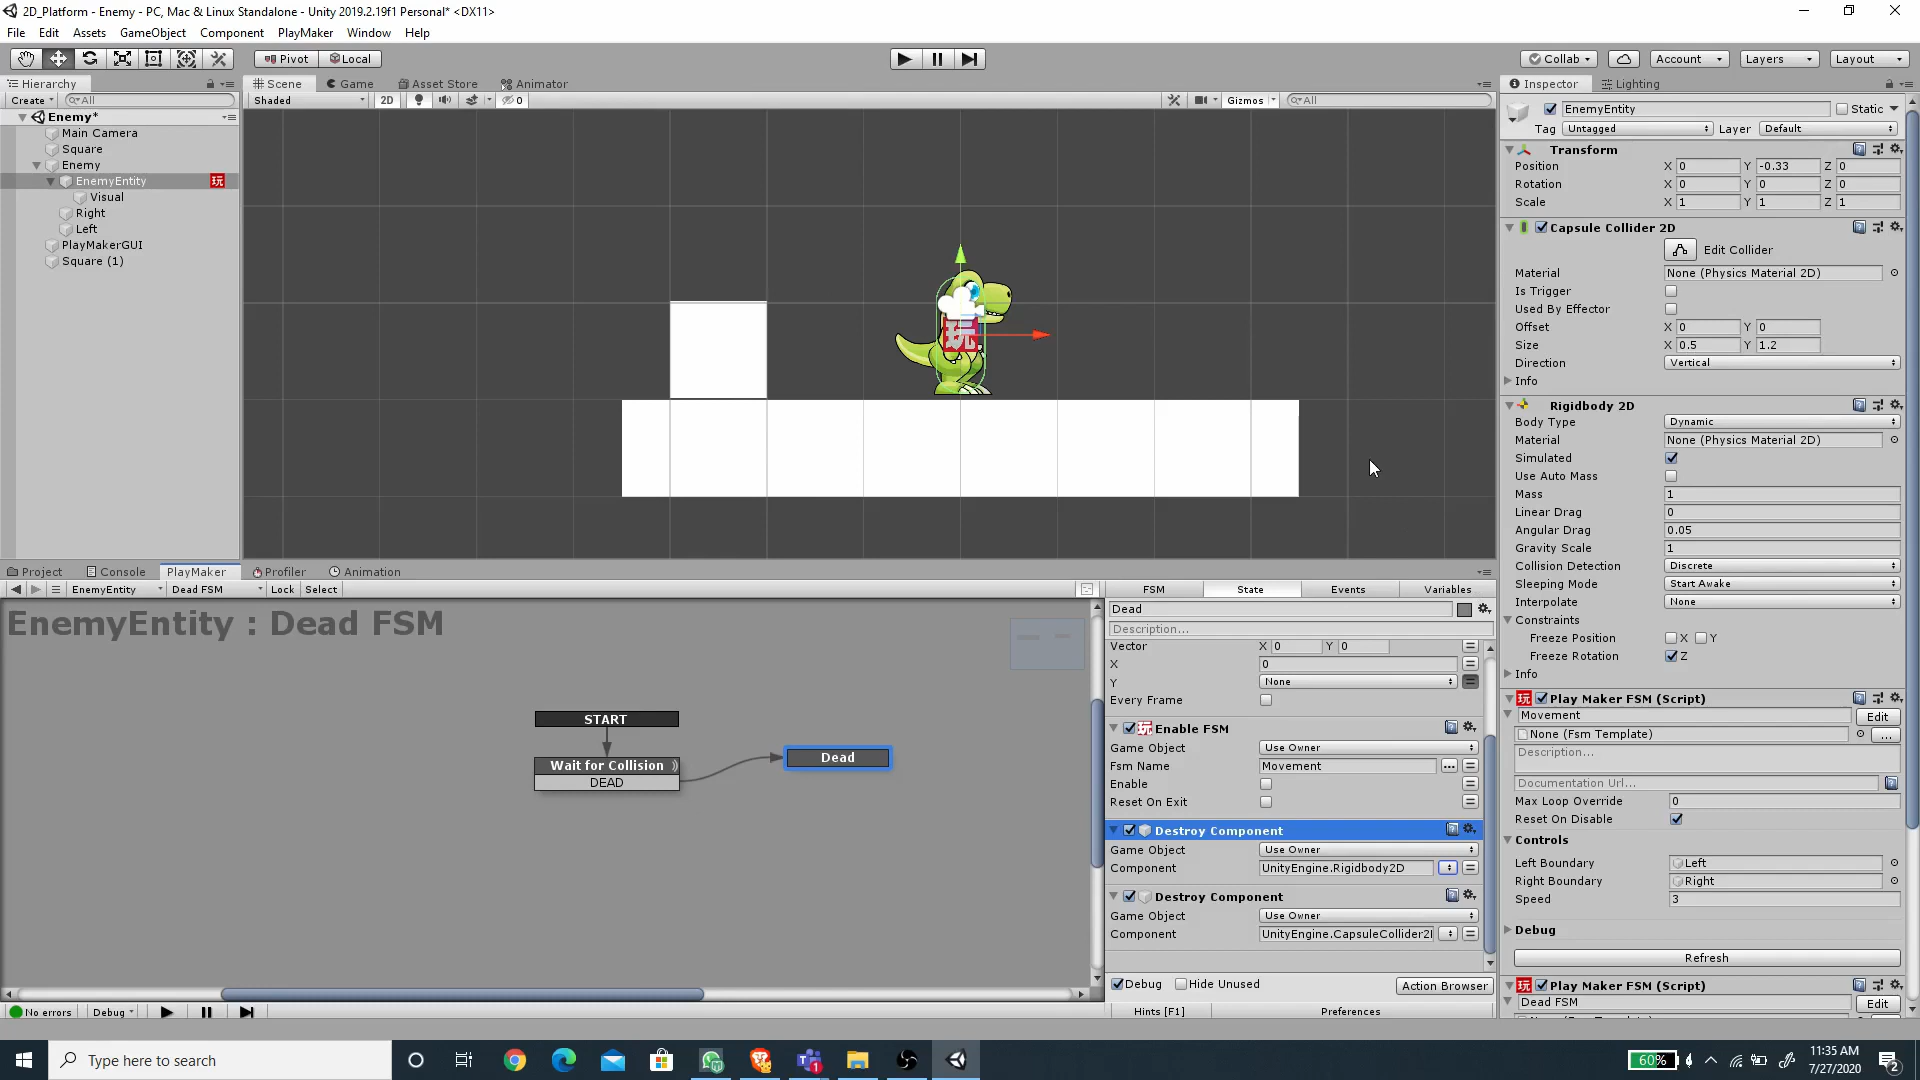 2D_Platform - Enemy - PC, Mac & Linux Standalone - Unity 2019.2.19f1 Personal* <DX11>
File Edit Assets GameObject Component PlayMaker Window Help
Pivot Local Collab Account Layers Layout
Hierarchy
Create All
Enemy*
Main Camera
Square
Enemy
EnemyEntity 玩
Visual
Right
Left
PlayMakerGUI
Square (1)
Scene Game Asset Store Animator
Shaded 2D 0 Gizmos All
玩
Project Console PlayMaker Profiler Animation
EnemyEntity Dead FSM Lock Select
EnemyEntity : Dead FSM
START
Wait for Collision
DEAD
Dead
No errors Debug
FSM State Events Variables
Dead
Description...
Vector X 0 Y 0
X 0
Y None
Every Frame
玩 Enable FSM
Game Object Use Owner
Fsm Name Movement ...
Enable
Reset On Exit
Destroy Component
Game Object Use Owner
Component UnityEngine.Rigidbody2D
Destroy Component
Game Object Use Owner
Component UnityEngine.CapsuleCollider2
Debug Hide Unused Action Browser
Hints [F1] Preferences
Inspector Lighting
EnemyEntity Static
Tag Untagged Layer Default
Transform
Position X 0 Y -0.33 Z 0
Rotation X 0 Y 0 Z 0
Scale X 1 Y 1 Z 1
Capsule Collider 2D
Edit Collider
Material None (Physics Material 2D)
Is Trigger
Used By Effector
Offset X 0 Y 0
Size X 0.5 Y 1.2
Direction Vertical
Info
Rigidbody 2D
Body Type Dynamic
Material None (Physics Material 2D)
Simulated
Use Auto Mass
Mass 1
Linear Drag 0
Angular Drag 0.05
Gravity Scale 1
Collision Detection Discrete
Sleeping Mode Start Awake
Interpolate None
Constraints
Freeze Position X Y
Freeze Rotation Z
Info
玩 Play Maker FSM (Script)
Movement Edit
None (Fsm Template) ...
Description...
Documentation Url...
Max Loop Override 0
Reset On Disable
Controls
Left Boundary Left
Right Boundary Right
Speed 3
Debug
Refresh
玩 Play Maker FSM (Script)
Dead FSM Edit
Type here to search
1
60%
11:35 AM
7/27/2020
2